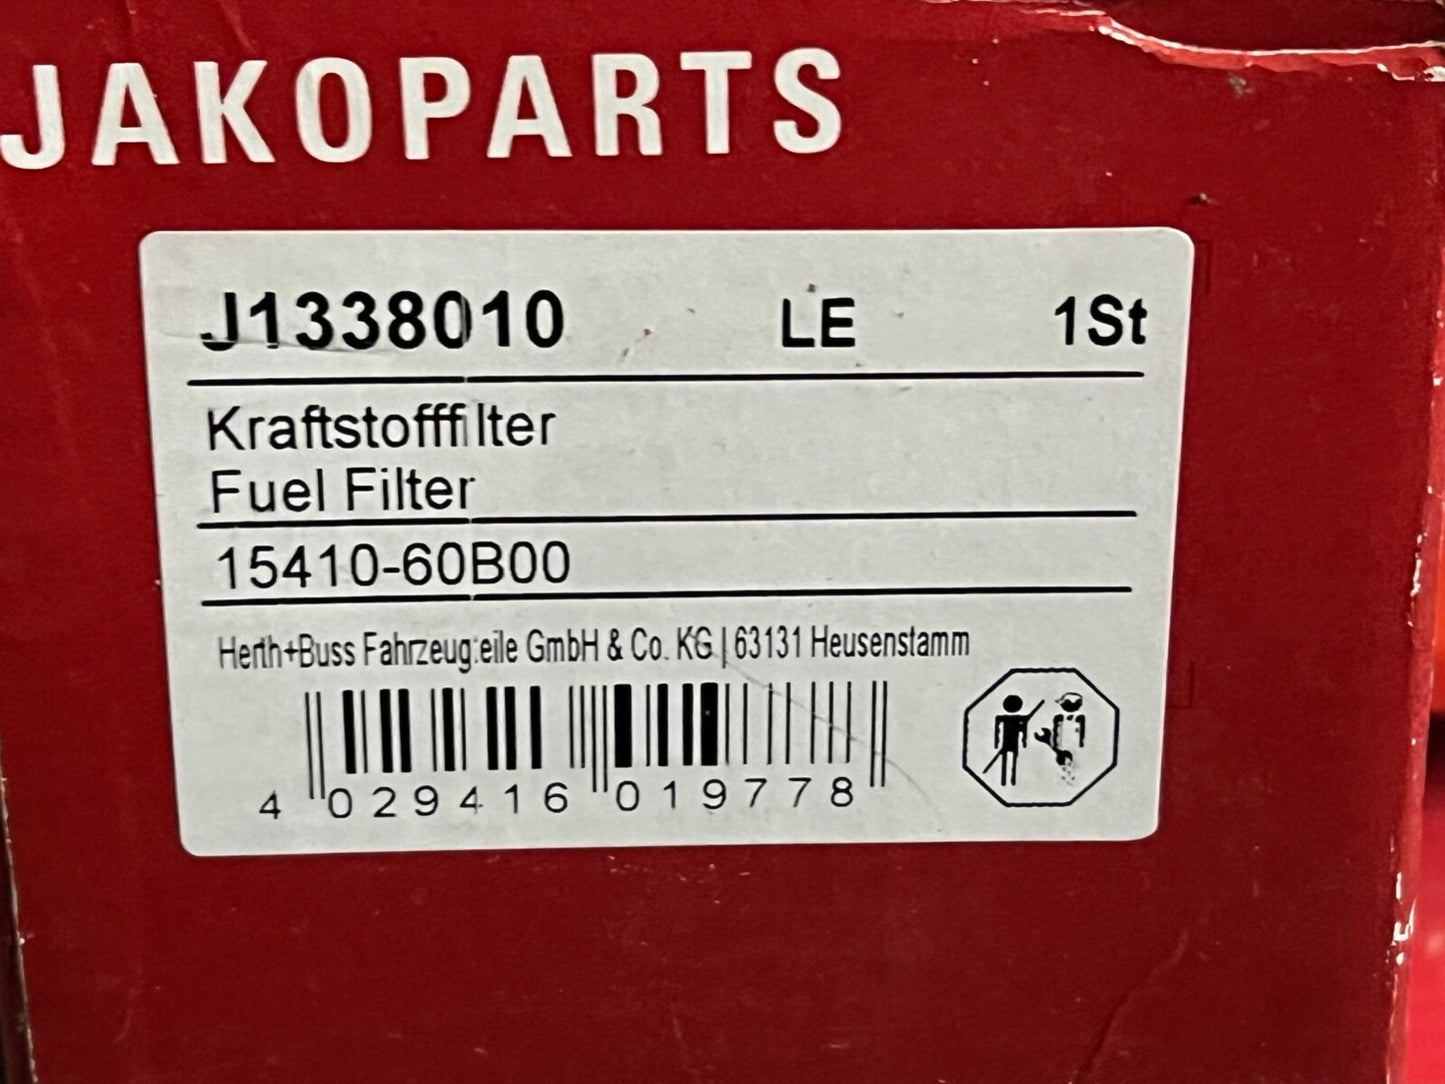 JAKOPARTS
J1338010 LE 1St
Kraftstofffilter
Fuel Filter
15410-60B00
Herth+Buss Fahrzeugteile GmbH & Co. KG | 63131 Heusenstamm
4 029416 019778